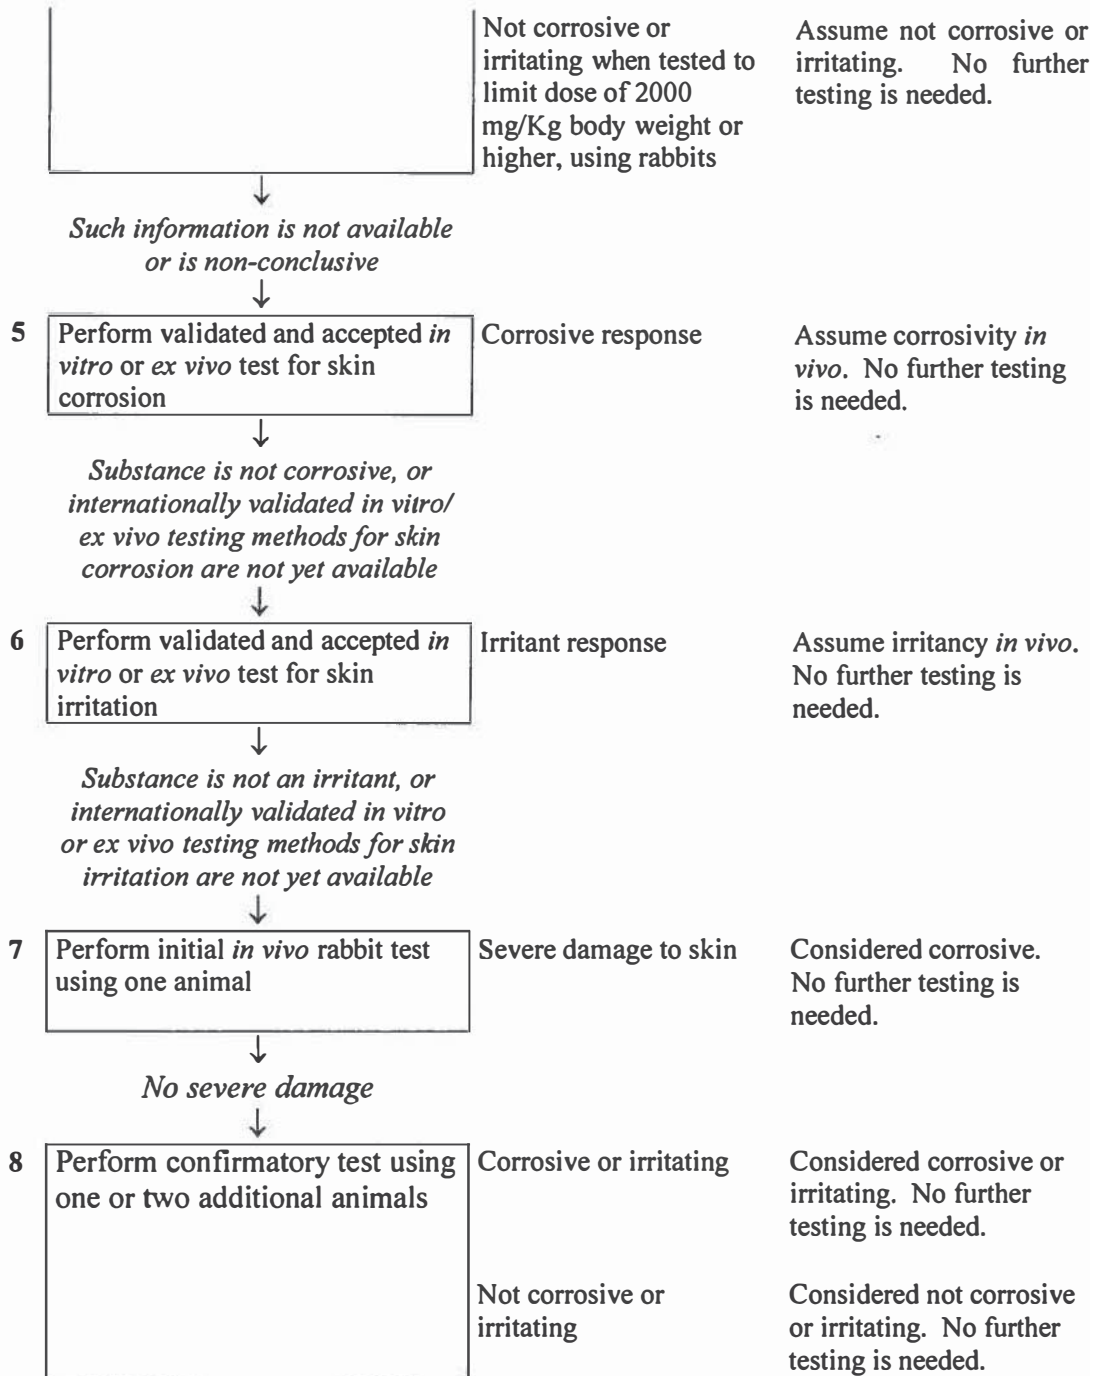 Not corrosive or
irritating when tested to
limit dose of 2000
mg/Kg body weight or
higher, using rabbits
Assume not corrosive or
irritating. No further
testing is needed.
↓
Such information is not available
or is non-conclusive
↓
5
Perform validated and accepted in
vitro or ex vivo test for skin
corrosion
Corrosive response
Assume corrosivity in
vivo. No further testing
is needed.
↓
Substance is not corrosive, or
internationally validated in vitro/
ex vivo testing methods for skin
corrosion are not yet available
↓
6
Perform validated and accepted in
vitro or ex vivo test for skin
irritation
Irritant response
Assume irritancy in vivo.
No further testing is
needed.
↓
Substance is not an irritant, or
internationally validated in vitro
or ex vivo testing methods for skin
irritation are not yet available
↓
7
Perform initial in vivo rabbit test
using one animal
Severe damage to skin
Considered corrosive.
No further testing is
needed.
↓
No severe damage
↓
8
Perform confirmatory test using
one or two additional animals
Corrosive or irritating
Considered corrosive or
irritating. No further
testing is needed.
Not corrosive or
irritating
Considered not corrosive
or irritating. No further
testing is needed.